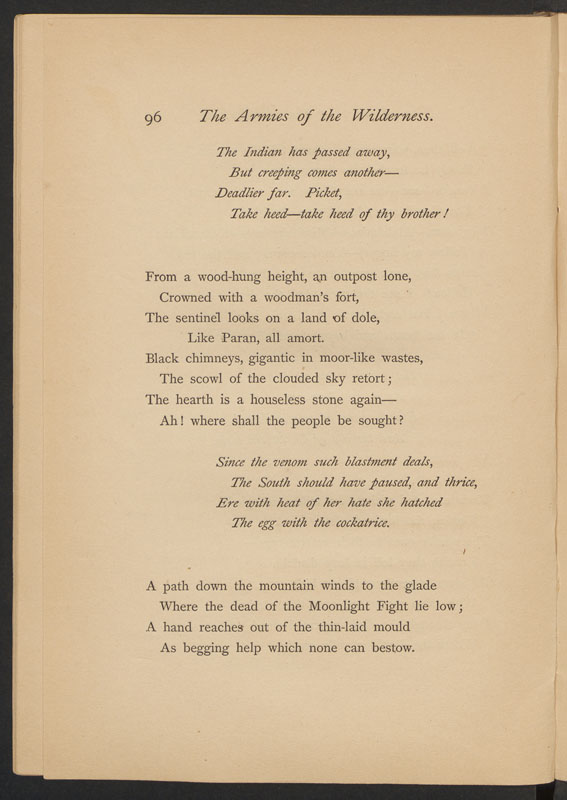 96 The Armies of the Wilderness.
The Indian has passed away,
But creeping comes another—
Deadlier far. Picket,
Take heed—take heed of thy brother!
From a wood-hung height, an outpost lone,
Crowned with a woodman's fort,
The sentinel looks on a land of dole,
Like Paran, all amort.
Black chimneys, gigantic in moor-like wastes,
The scowl of the clouded sky retort;
The hearth is a houseless stone again—
Ah! where shall the people be sought?
Since the venom such blastment deals,
The South should have paused, and thrice,
Ere with heat of her hate she hatched
The egg with the cockatrice.
A path down the mountain winds to the glade
Where the dead of the Moonlight Fight lie low;
A hand reaches out of the thin-laid mould
As begging help which none can bestow.